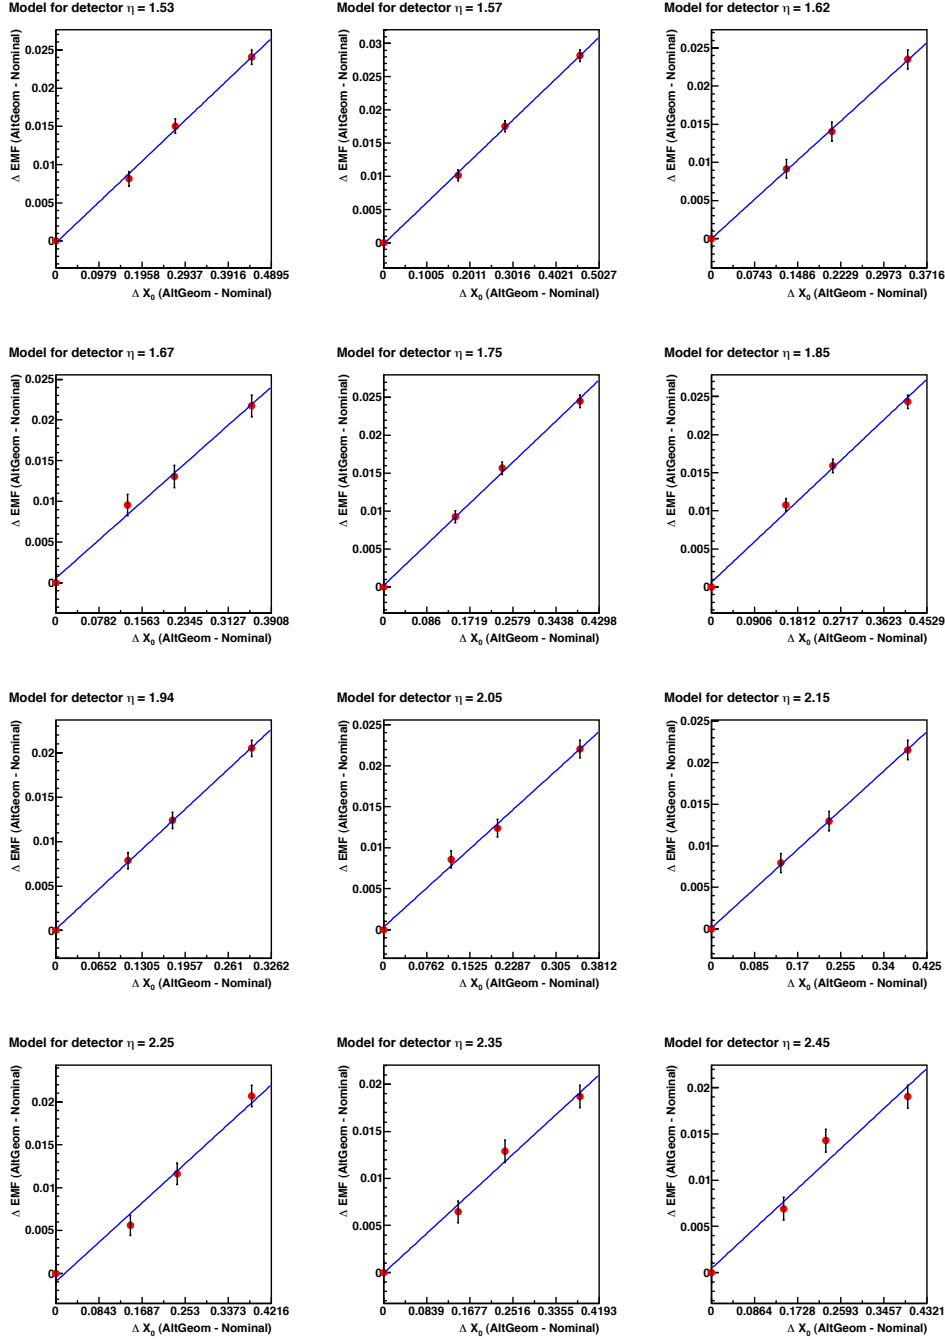 Model for detector η = 1.53
Δ EMF (AltGeom - Nominal)
0.025
0.02
0.015
0.01
0.005
0
0 0.0979 0.1958 0.2937 0.3916 0.4895
Δ X₀ (AltGeom - Nominal)
Model for detector η = 1.57
Δ EMF (AltGeom - Nominal)
0.03
0.025
0.02
0.015
0.01
0.005
0
0 0.1005 0.2011 0.3016 0.4021 0.5027
Δ X₀ (AltGeom - Nominal)
Model for detector η = 1.62
Δ EMF (AltGeom - Nominal)
0.025
0.02
0.015
0.01
0.005
0
0 0.0743 0.1486 0.2229 0.2973 0.3716
Δ X₀ (AltGeom - Nominal)
Model for detector η = 1.67
Δ EMF (AltGeom - Nominal)
0.025
0.02
0.015
0.01
0.005
0
0 0.0782 0.1563 0.2345 0.3127 0.3908
Δ X₀ (AltGeom - Nominal)
Model for detector η = 1.75
Δ EMF (AltGeom - Nominal)
0.025
0.02
0.015
0.01
0.005
0
0 0.086 0.1719 0.2579 0.3438 0.4298
Δ X₀ (AltGeom - Nominal)
Model for detector η = 1.85
Δ EMF (AltGeom - Nominal)
0.025
0.02
0.015
0.01
0.005
0
0 0.0906 0.1812 0.2717 0.3623 0.4529
Δ X₀ (AltGeom - Nominal)
Model for detector η = 1.94
Δ EMF (AltGeom - Nominal)
0.02
0.015
0.01
0.005
0
0 0.0652 0.1305 0.1957 0.261 0.3262
Δ X₀ (AltGeom - Nominal)
Model for detector η = 2.05
Δ EMF (AltGeom - Nominal)
0.025
0.02
0.015
0.01
0.005
0
0 0.0762 0.1525 0.2287 0.305 0.3812
Δ X₀ (AltGeom - Nominal)
Model for detector η = 2.15
Δ EMF (AltGeom - Nominal)
0.025
0.02
0.015
0.01
0.005
0
0 0.085 0.17 0.255 0.34 0.425
Δ X₀ (AltGeom - Nominal)
Model for detector η = 2.25
Δ EMF (AltGeom - Nominal)
0.02
0.015
0.01
0.005
0
0 0.0843 0.1687 0.253 0.3373 0.4216
Δ X₀ (AltGeom - Nominal)
Model for detector η = 2.35
Δ EMF (AltGeom - Nominal)
0.02
0.015
0.01
0.005
0
0 0.0839 0.1677 0.2516 0.3355 0.4193
Δ X₀ (AltGeom - Nominal)
Model for detector η = 2.45
Δ EMF (AltGeom - Nominal)
0.02
0.015
0.01
0.005
0
0 0.0864 0.1728 0.2593 0.3457 0.4321
Δ X₀ (AltGeom - Nominal)